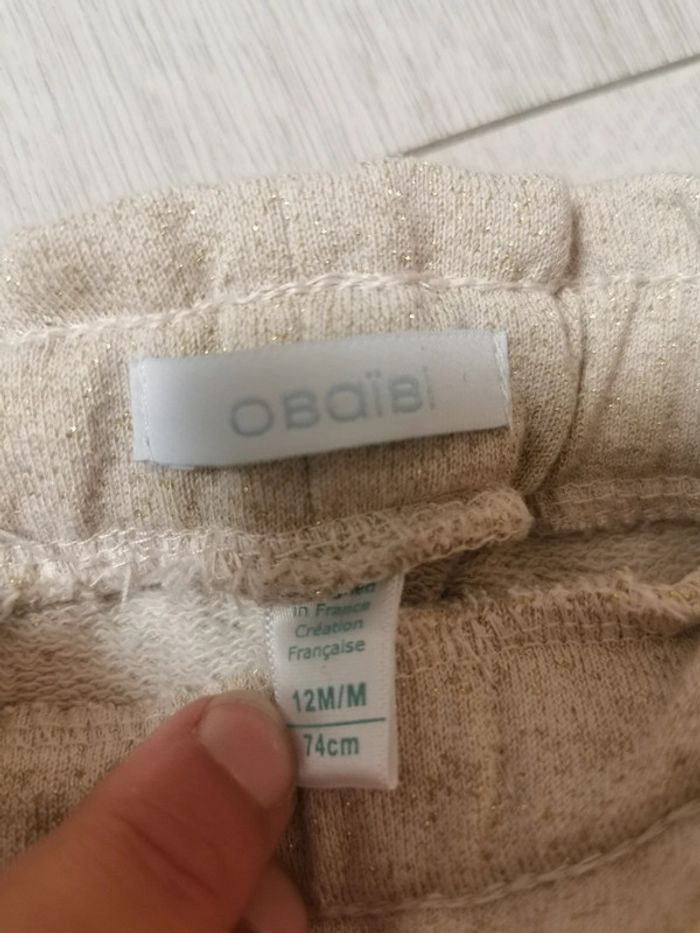 OBaïBi
in France
Création
Française
12M/M
74cm